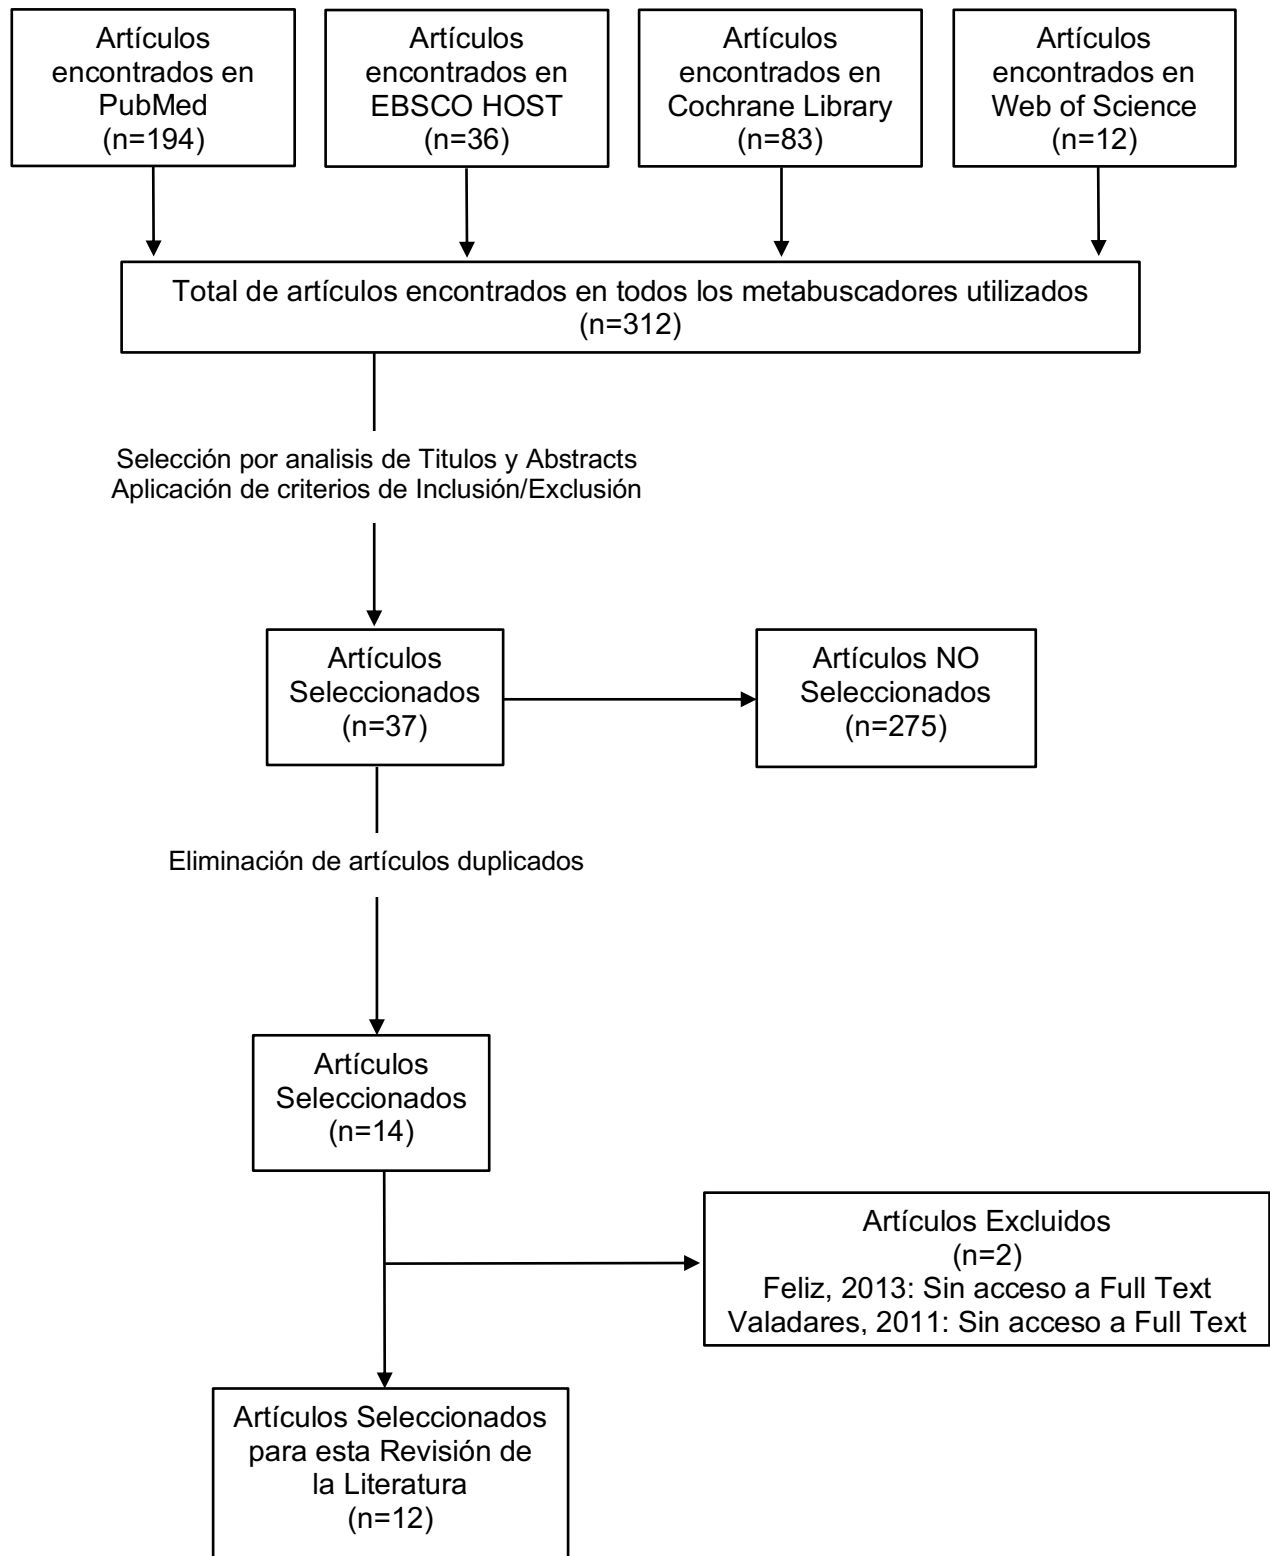 Artículos
encontrados en
PubMed
(n=194)
Artículos
encontrados en
EBSCO HOST
(n=36)
Artículos
encontrados en
Cochrane Library
(n=83)
Artículos
encontrados en
Web of Science
(n=12)
Total de artículos encontrados en todos los metabuscadores utilizados
(n=312)
Selección por analisis de Titulos y Abstracts
Aplicación de criterios de Inclusión/Exclusión
Artículos
Seleccionados
(n=37)
Artículos NO
Seleccionados
(n=275)
Eliminación de artículos duplicados
Artículos
Seleccionados
(n=14)
Artículos Excluidos
(n=2)
Feliz, 2013: Sin acceso a Full Text
Valadares, 2011: Sin acceso a Full Text
Artículos Seleccionados
para esta Revisión de
la Literatura
(n=12)